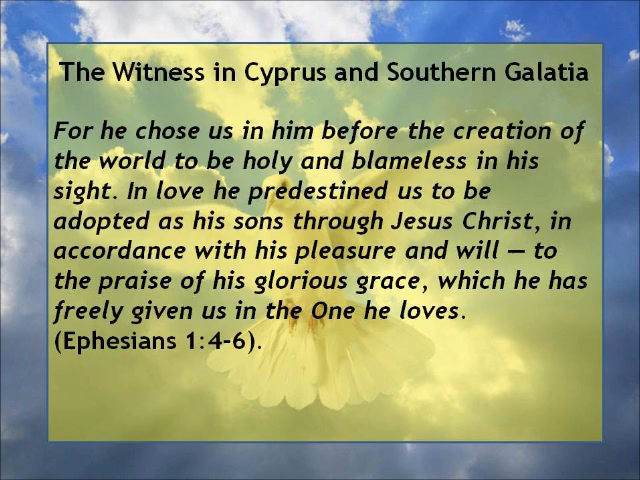 The Witness in Cyprus and Southern Galatia
For he chose us in him before the creation of
the world to be holy and blameless in his
sight. In love he predestined us to be
adopted as his sons through Jesus Christ, in
accordance with his pleasure and will — to
the praise of his glorious grace, which he has
freely given us in the One he loves.
(Ephesians 1:4-6).